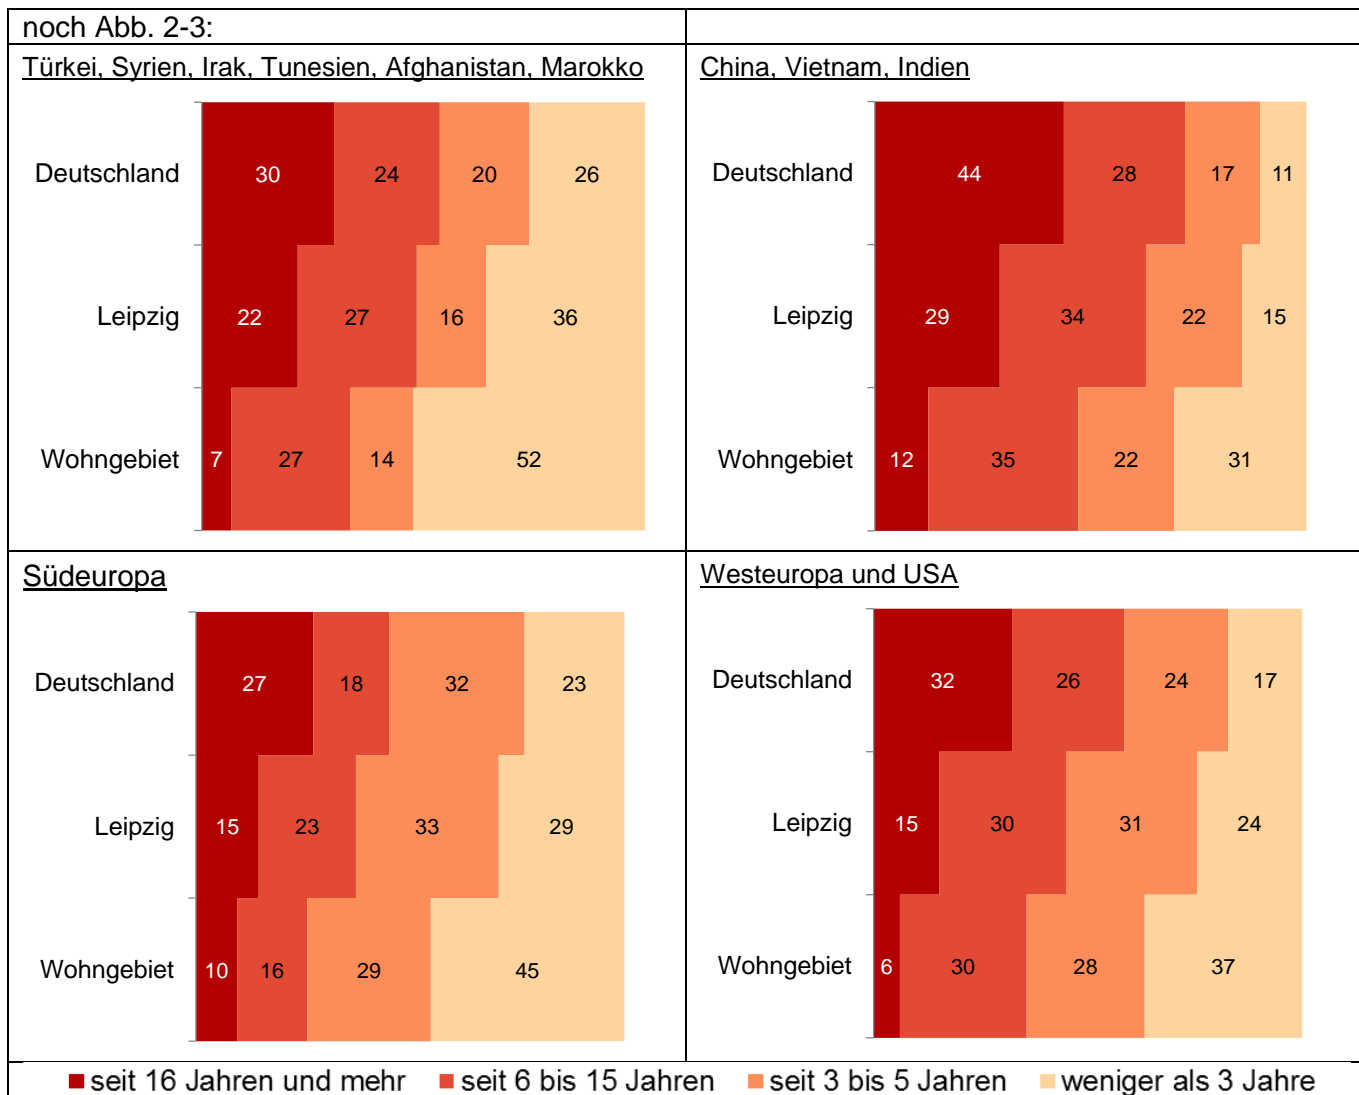 noch Abb. 2-3:
Türkei, Syrien, Irak, Tunesien, Afghanistan, Marokko
Deutschland 30 24 20 26
Leipzig 22 27 16 36
Wohngebiet 7 27 14 52
China, Vietnam, Indien
Deutschland 44 28 17 11
Leipzig 29 34 22 15
Wohngebiet 12 35 22 31
Südeuropa
Deutschland 27 18 32 23
Leipzig 15 23 33 29
Wohngebiet 10 16 29 45
Westeuropa und USA
Deutschland 32 26 24 17
Leipzig 15 30 31 24
Wohngebiet 6 30 28 37
seit 16 Jahren und mehr seit 6 bis 15 Jahren seit 3 bis 5 Jahren weniger als 3 Jahre